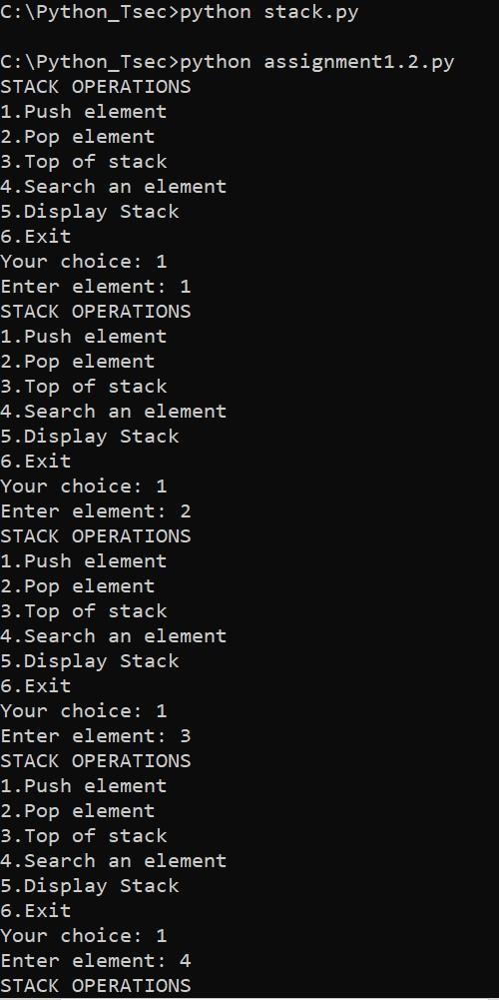 C:\Python_Tsec>python stack.py
C:\Python_Tsec>python assignment1.2.py
STACK OPERATIONS
1.Push element
2.Pop element
3.Top of stack
4.Search an element
5.Display Stack
6.Exit
Your choice: 1
Enter element: 1
STACK OPERATIONS
1.Push element
2.Pop element
3.Top of stack
4.Search an element
5.Display Stack
6.Exit
Your choice: 1
Enter element: 2
STACK OPERATIONS
1.Push element
2.Pop element
3.Top of stack
4.Search an element
5.Display Stack
6.Exit
Your choice: 1
Enter element: 3
STACK OPERATIONS
1.Push element
2.Pop element
3.Top of stack
4.Search an element
5.Display Stack
6.Exit
Your choice: 1
Enter element: 4
STACK OPERATIONS